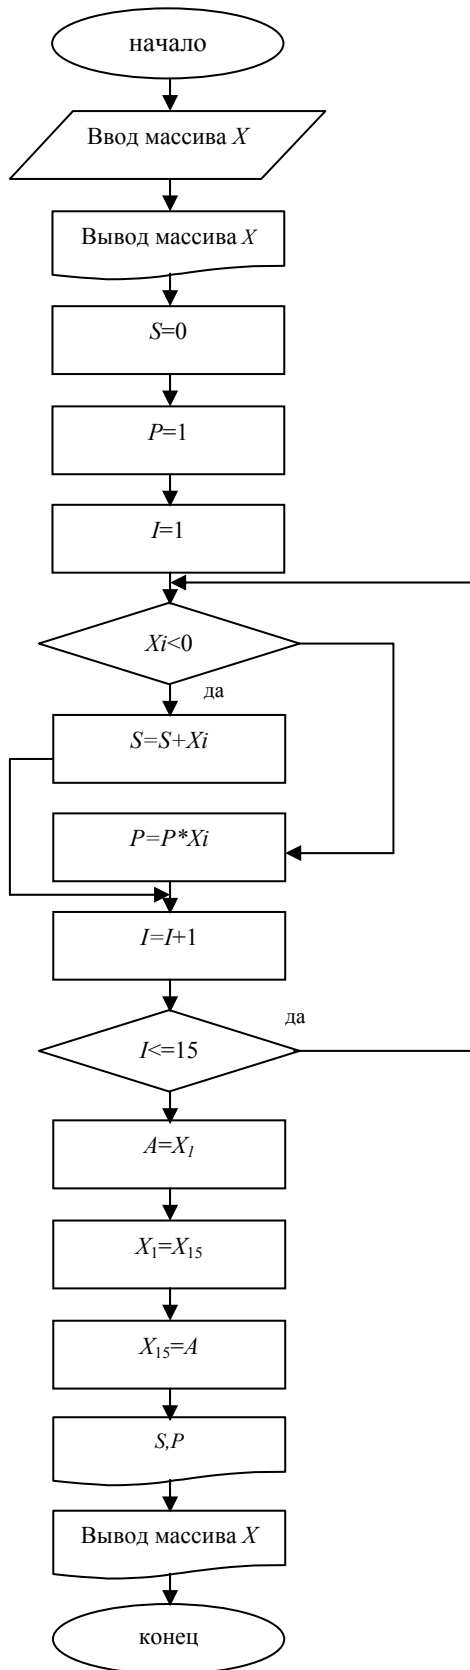 начало
Ввод массива X
Вывод массива X
S=0
P=1
I=1
Xi<0
да
S=S+Xi
P=P*Xi
I=I+1
да
I<=15
A=X₁
X₁=X₁₅
X₁₅=A
S,P
Вывод массива X
конец